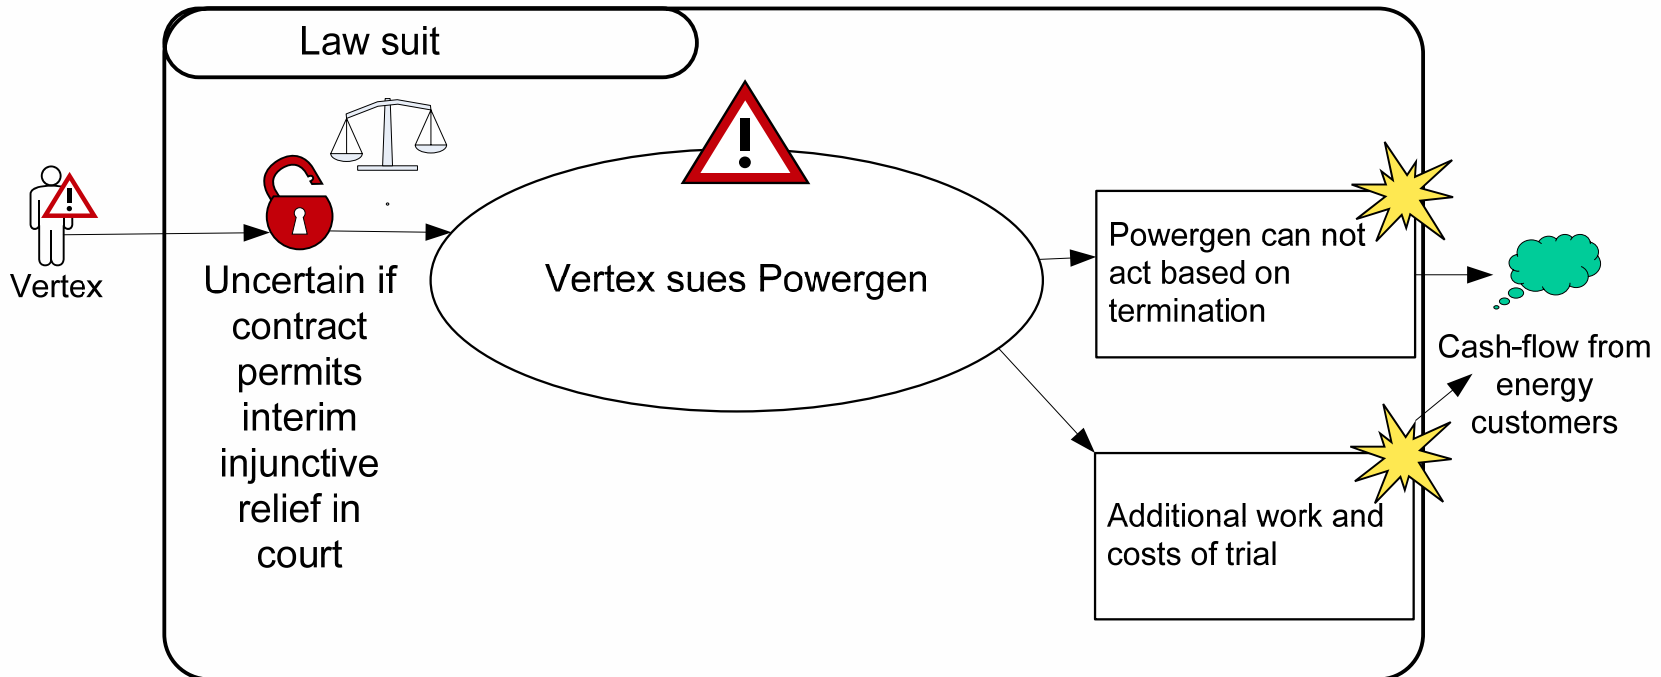 Law suit
Vertex
Uncertain if
contract
permits
interim
injunctive
relief in
court
Vertex sues Powergen
Powergen can not
act based on
termination
Additional work and
costs of trial
Cash-flow from
energy
customers